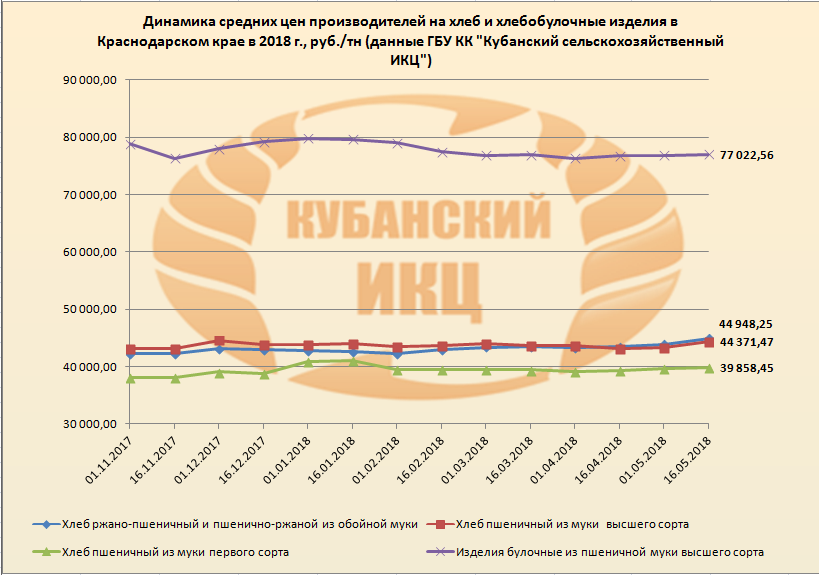 Динамика средних цен производителей на хлеб и хлебобулочные изделия в
Краснодарском крае в 2018 г., руб./тн (данные ГБУ КК "Кубанский сельскохозяйственный
ИКЦ")
90 000,00
80 000,00
70 000,00
60 000,00
50 000,00
40 000,00
30 000,00
77 022,56
44 948,25
44 371,47
39 858,45
КУБАНСКИЙ
ИКЦ
01.11.2017
16.11.2017
01.12.2017
16.12.2017
01.01.2018
16.01.2018
01.02.2018
16.02.2018
01.03.2018
16.03.2018
01.04.2018
16.04.2018
01.05.2018
16.05.2018
Хлеб ржано-пшеничный и пшенично-ржаной из обойной муки
Хлеб пшеничный из муки высшего сорта
Хлеб пшеничный из муки первого сорта
Изделия булочные из пшеничной муки высшего сорта